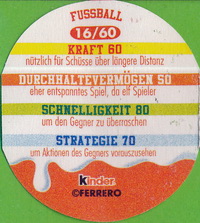 FUSSBALL
16/60
KRAFT 60
nützlich für Schüsse über längere Distanz
DURCHHALTEVERMÖGEN 50
eher entspanntes Spiel, da elf Spieler
SCHNELLIGKEIT 80
um den Gegner zu überraschen
STRATEGIE 70
um Aktionen des Gegners vorauszusehen
kinder
©FERRERO